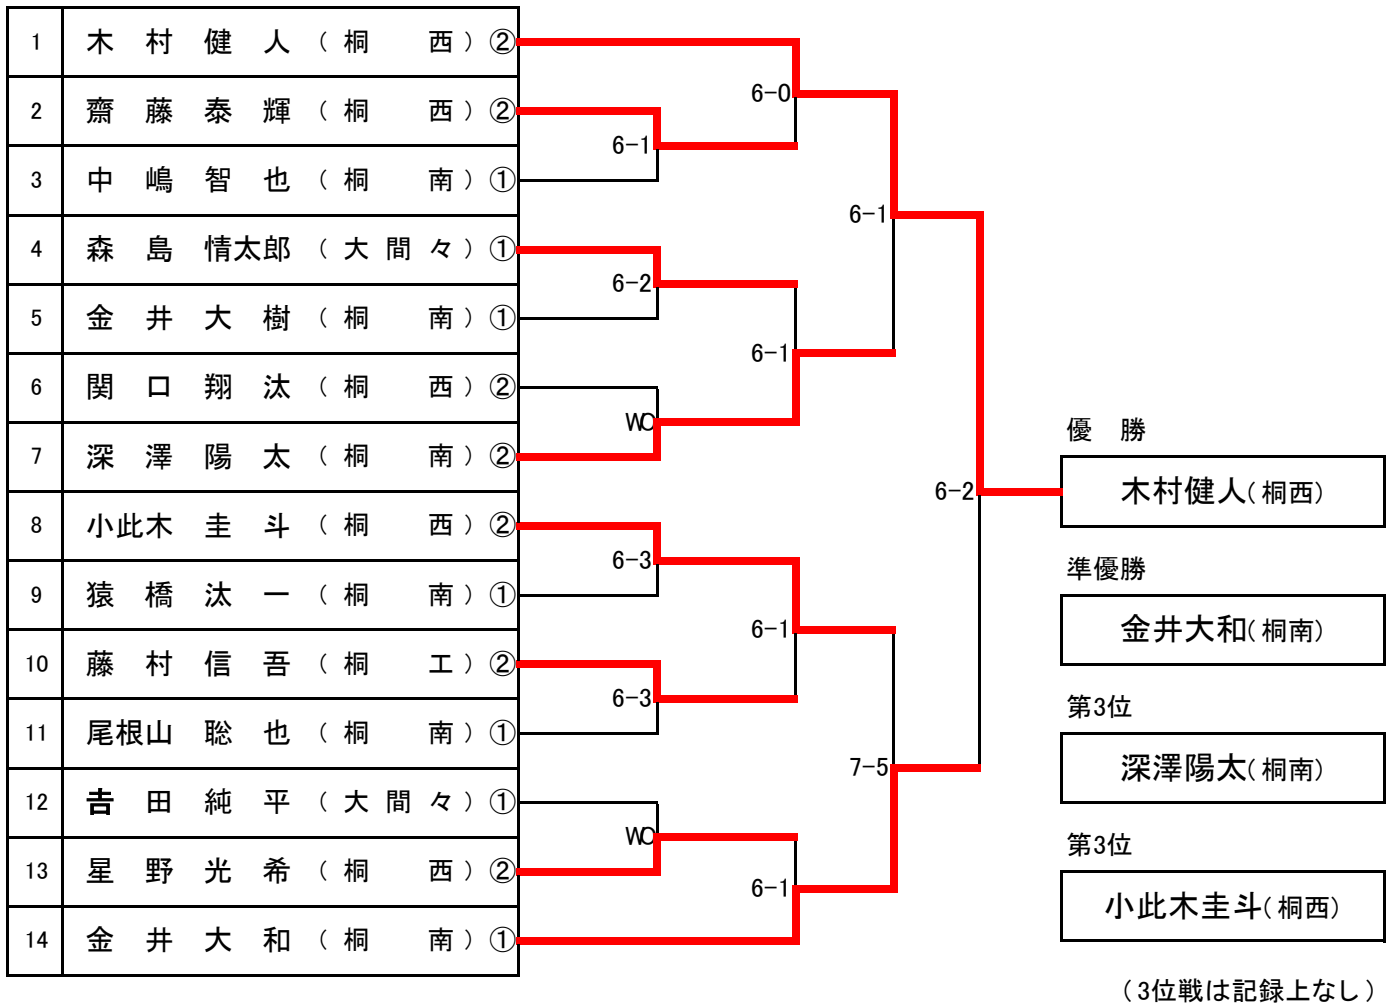 1 木村健人（桐西）②
2 齋藤泰輝（桐西）②
3 中嶋智也（桐南）①
4 森島情太郎（大間々）①
5 金井大樹（桐南）①
6 関口翔汰（桐西）②
7 深澤陽太（桐南）②
8 小此木圭斗（桐西）②
9 猿橋汰一（桐南）①
10 藤村信吾（桐工）②
11 尾根山聡也（桐南）①
12 𠮷田純平（大間々）①
13 星野光希（桐西）②
14 金井大和（桐南）①
6-1
6-2
WO
6-3
6-3
WO
6-0
6-1
6-1
6-1
6-1
7-5
6-2
優　勝
木村健人(桐西)
準優勝
金井大和(桐南)
第3位
深澤陽太(桐南)
第3位
小此木圭斗(桐西)
（3位戦は記録上なし）